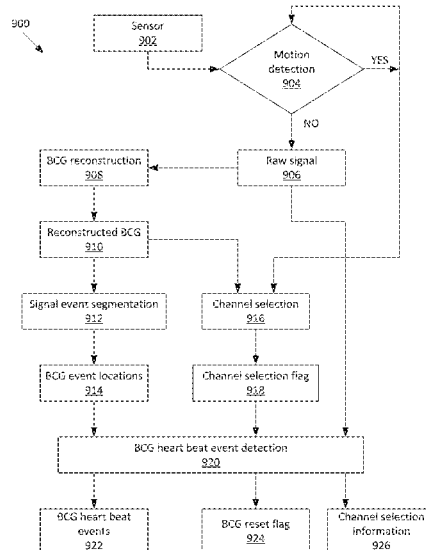 900
Sensor
902
Motion
detection
904
YES
NO
BCG reconstruction
908
Raw signal
906
Reconstructed BCG
910
Signal event segmentation
912
Channel selection
916
BCG event locations
914
Channel selection flag
918
BCG heart beat event detection
920
BCG heart beat
events
922
BCG reset flag
924
Channel selection
information
926